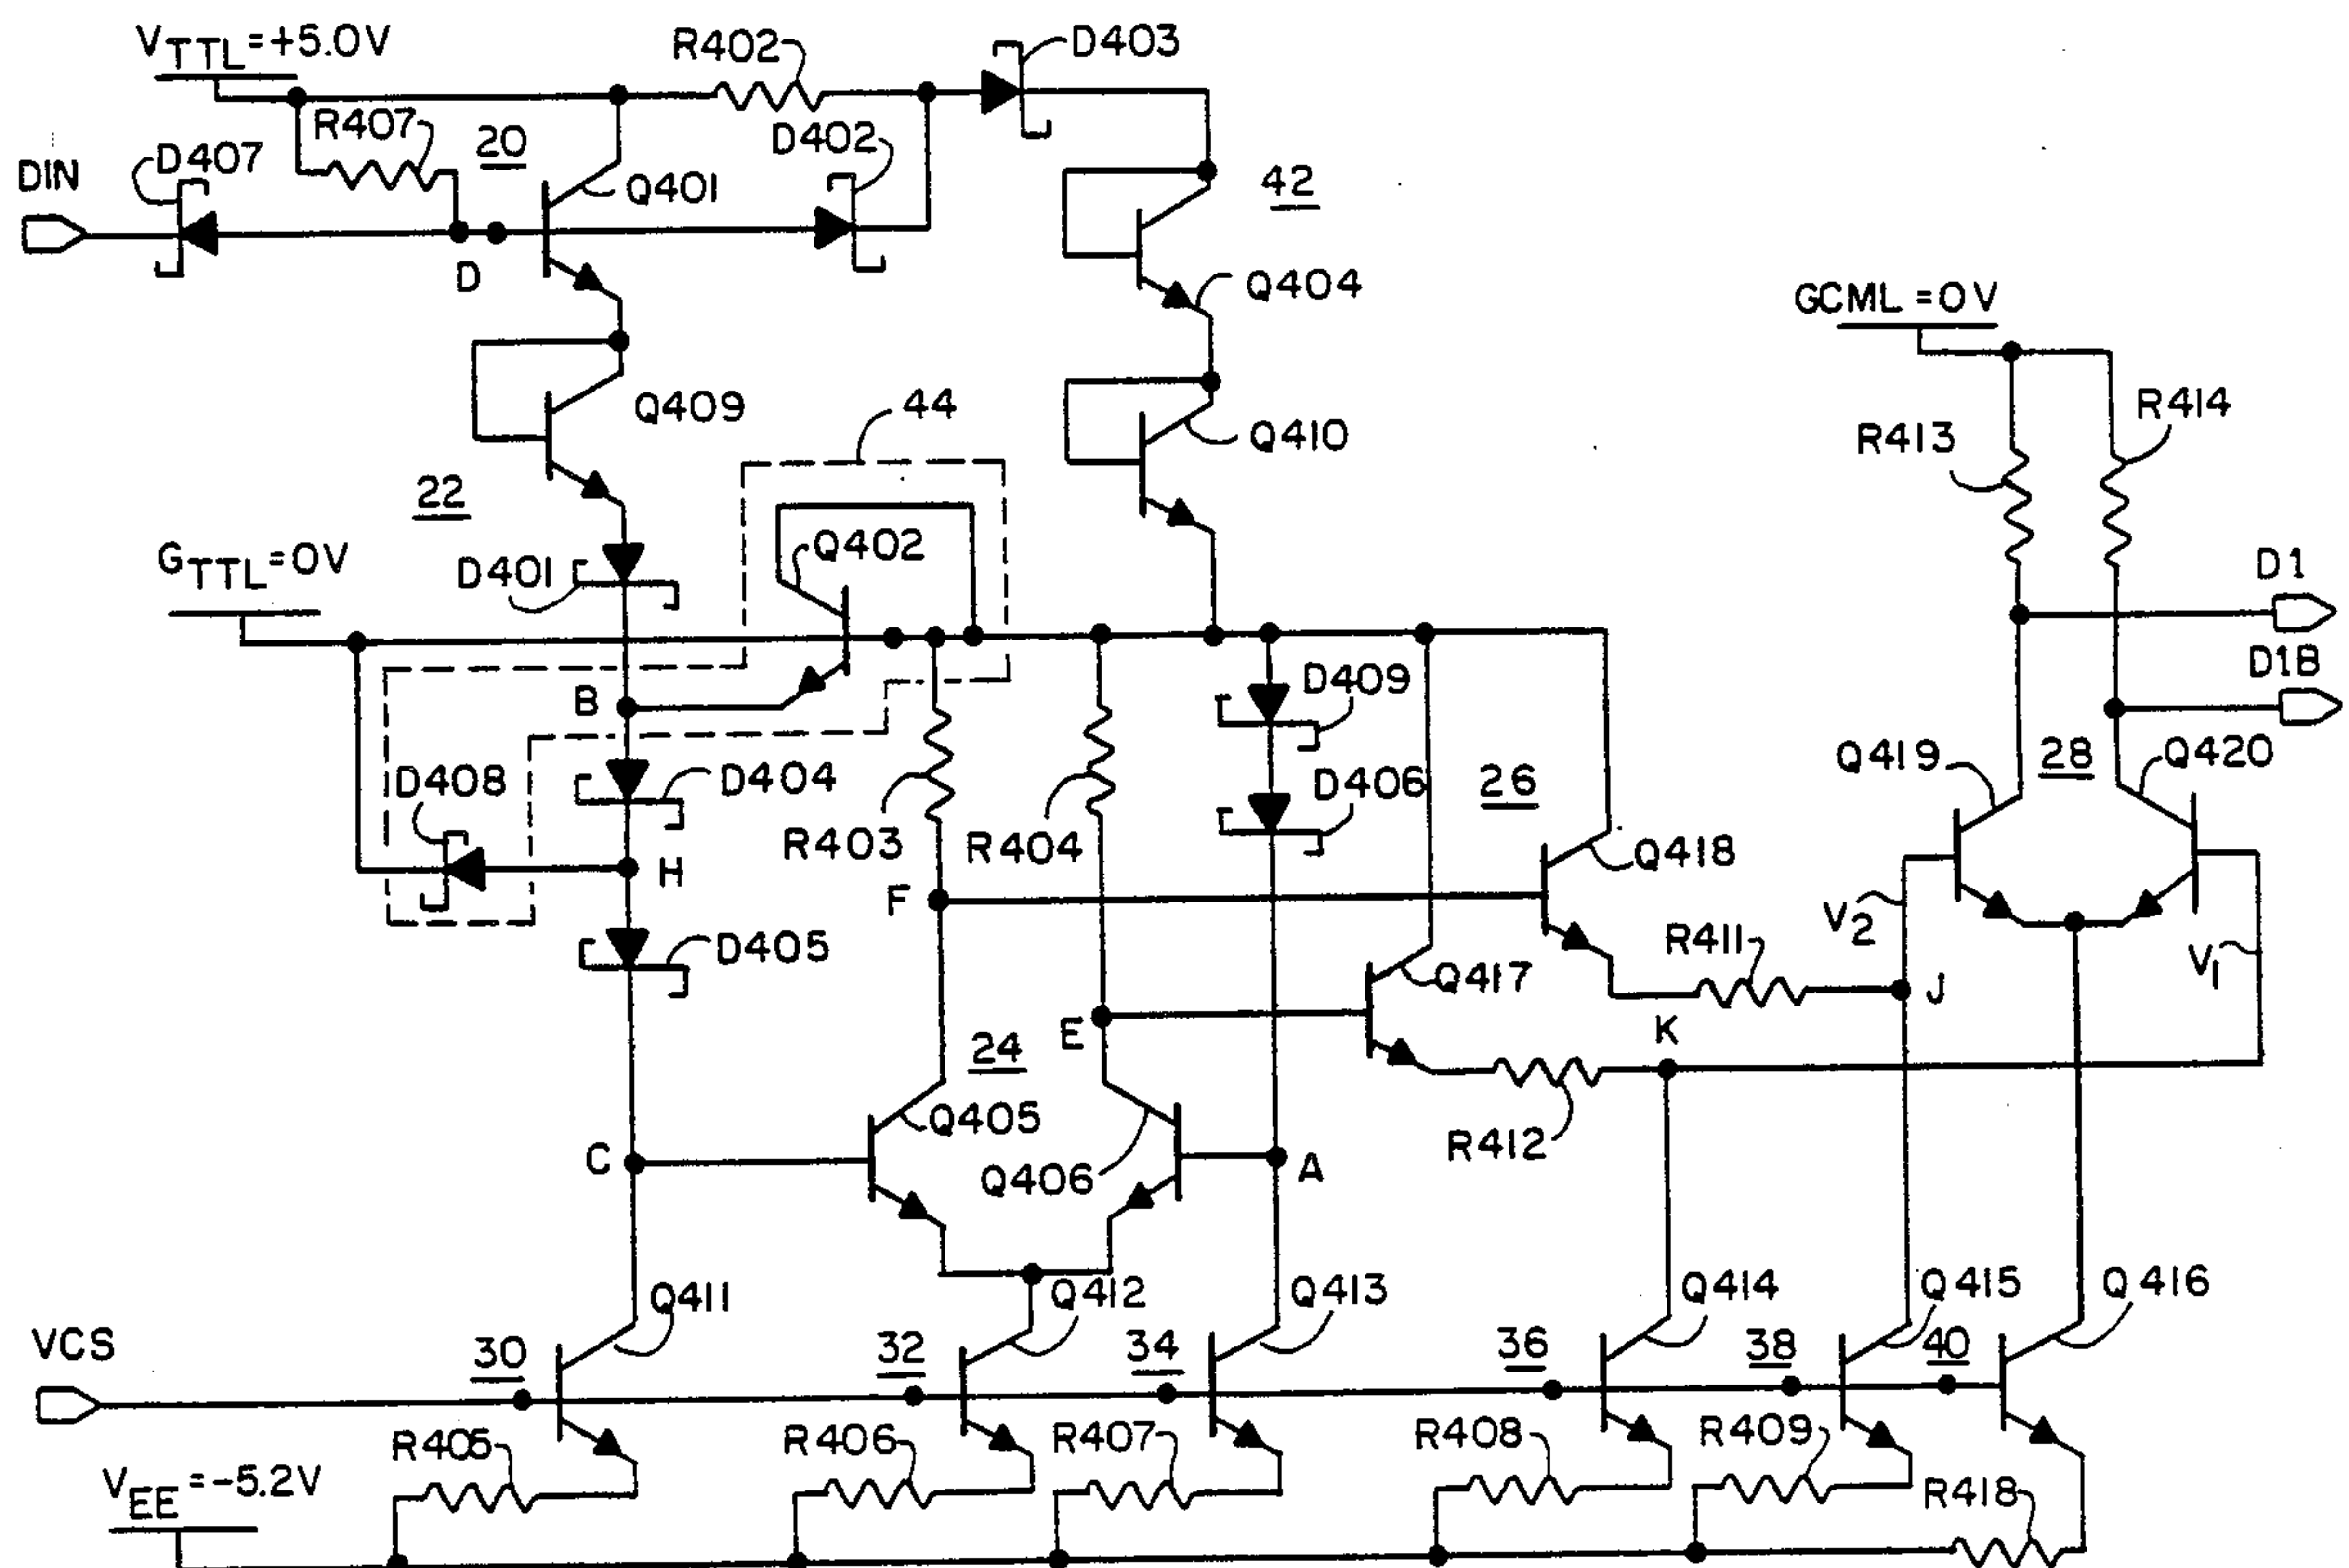 V_TTL=+5.0V
R402
D403
R407
20
D402
D407
DIN
Q401
42
D
Q404
GCML=0V
Q409
44
Q410
R413
R414
22
Q402
G_TTL=0V
D401
D1
B
D409
D1B
D408
D404
26
Q419
28
Q420
R403
R404
D406
Q418
H
F
V2
R411
D405
Q417
J
V1
E
K
24
Q405
R412
C
Q406
A
Q411
Q412
Q413
Q414
Q415
Q416
VCS
30
32
34
36
38
40
R405
R406
R407
R408
R409
R418
V_EE=-5.2V